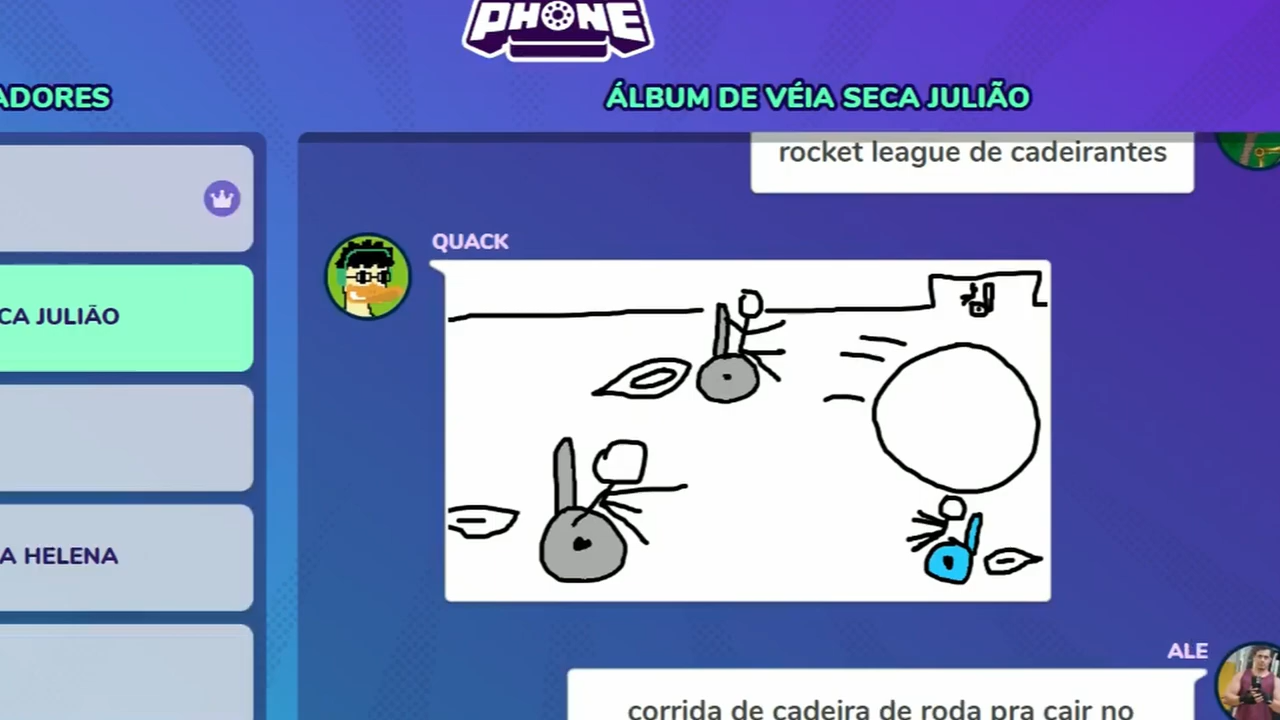 PHONE
ADORES
ÁLBUM DE VÉIA SECA JULIÃO
rocket league de cadeirantes
QUACK
CA JULIÃO
A HELENA
ALE
corrida de cadeira de roda pra cair no